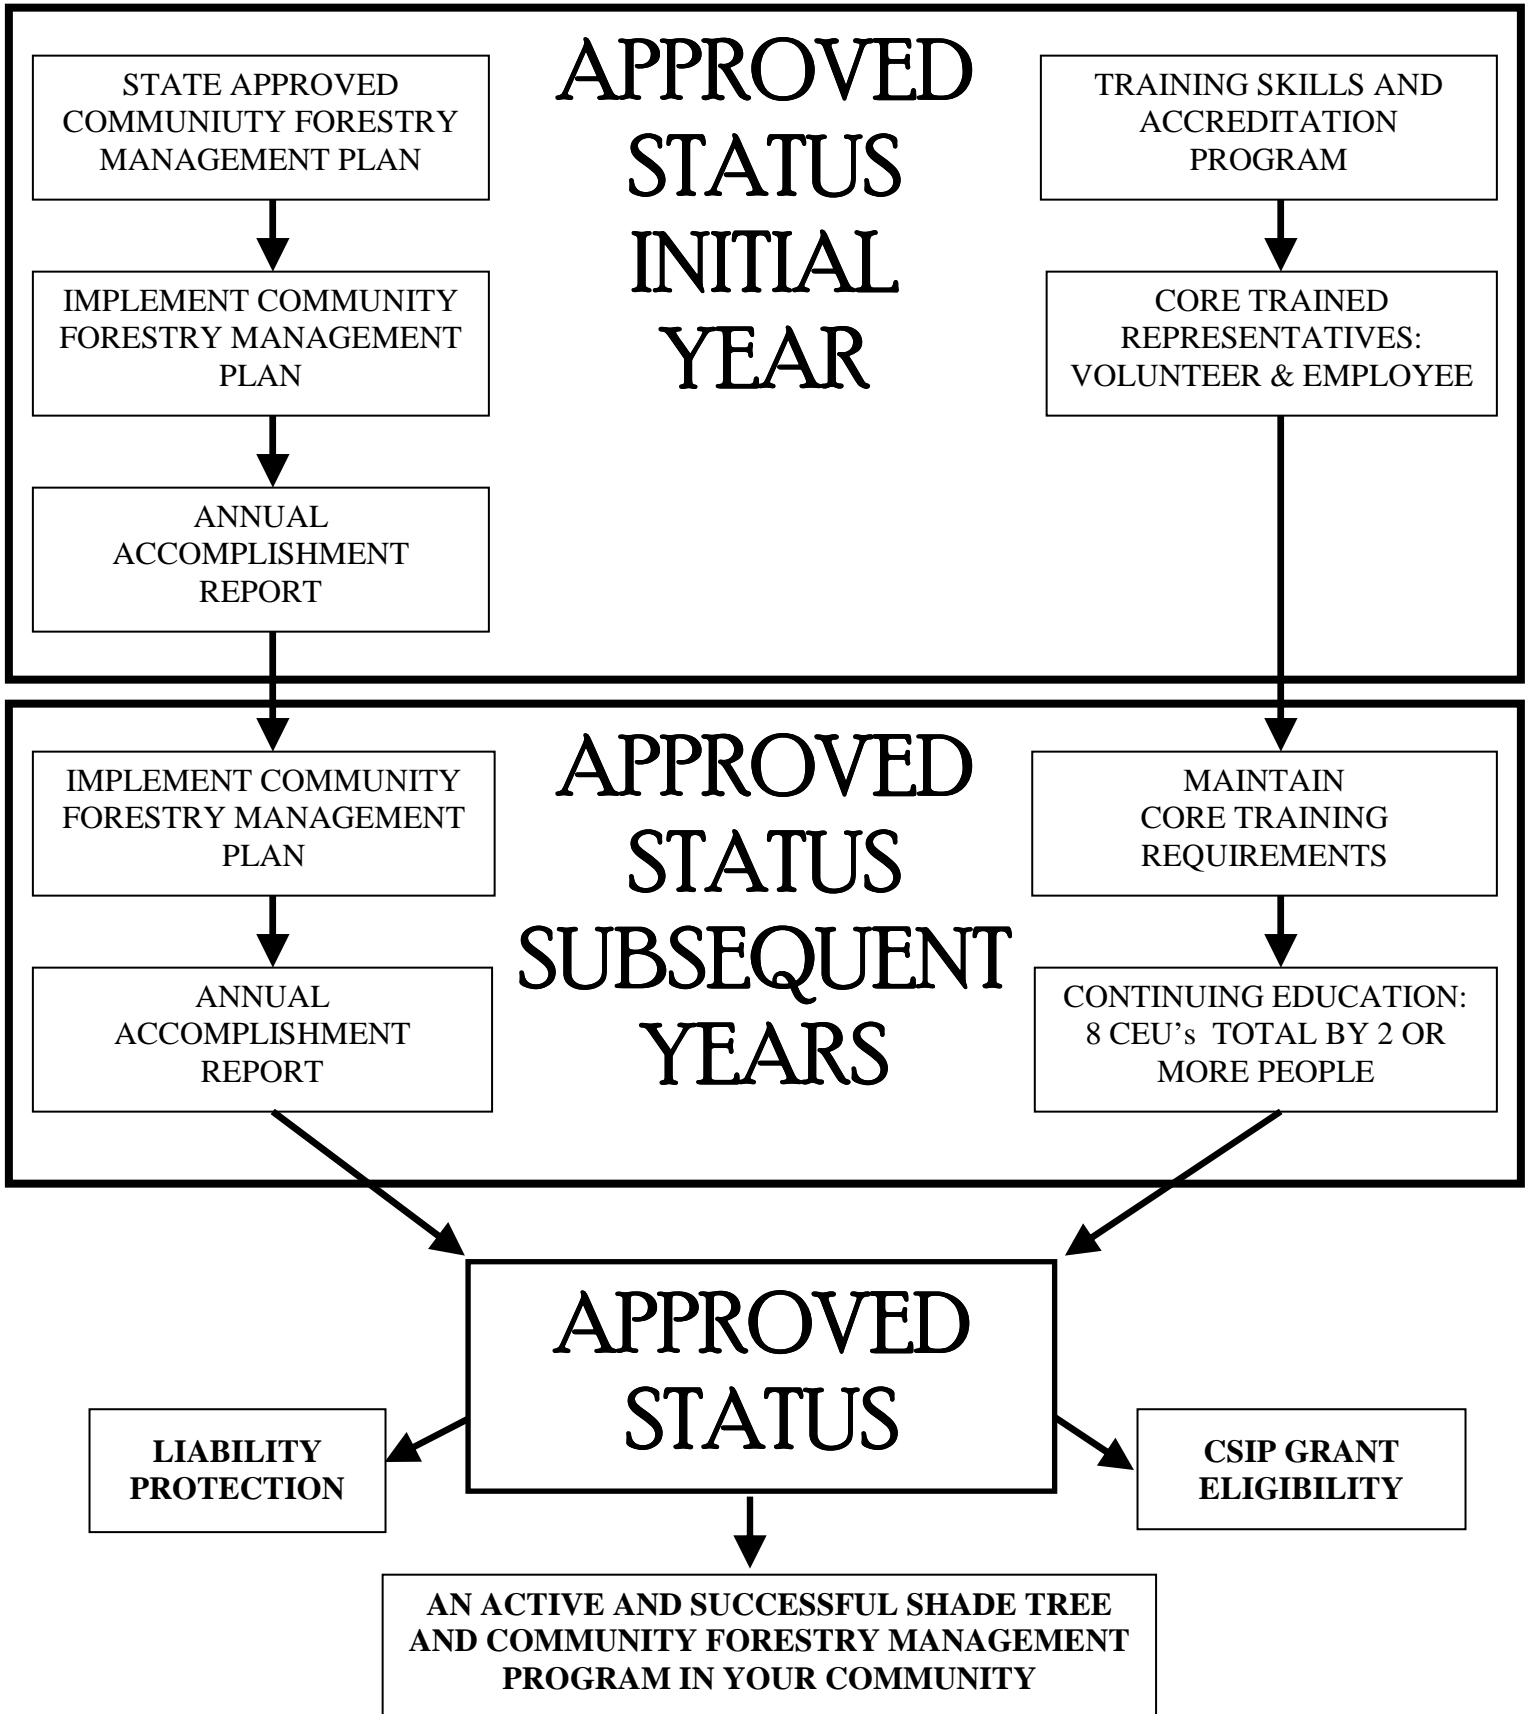 APPROVED
STATUS
INITIAL
YEAR
STATE APPROVED
COMMUNIUTY FORESTRY
MANAGEMENT PLAN
IMPLEMENT COMMUNITY
FORESTRY MANAGEMENT
PLAN
ANNUAL
ACCOMPLISHMENT
REPORT
TRAINING SKILLS AND
ACCREDITATION
PROGRAM
CORE TRAINED
REPRESENTATIVES:
VOLUNTEER & EMPLOYEE
APPROVED
STATUS
SUBSEQUENT
YEARS
IMPLEMENT COMMUNITY
FORESTRY MANAGEMENT
PLAN
ANNUAL
ACCOMPLISHMENT
REPORT
MAINTAIN
CORE TRAINING
REQUIREMENTS
CONTINUING EDUCATION:
8 CEU’s TOTAL BY 2 OR
MORE PEOPLE
APPROVED
STATUS
LIABILITY
PROTECTION
CSIP GRANT
ELIGIBILITY
AN ACTIVE AND SUCCESSFUL SHADE TREE
AND COMMUNITY FORESTRY MANAGEMENT
PROGRAM IN YOUR COMMUNITY